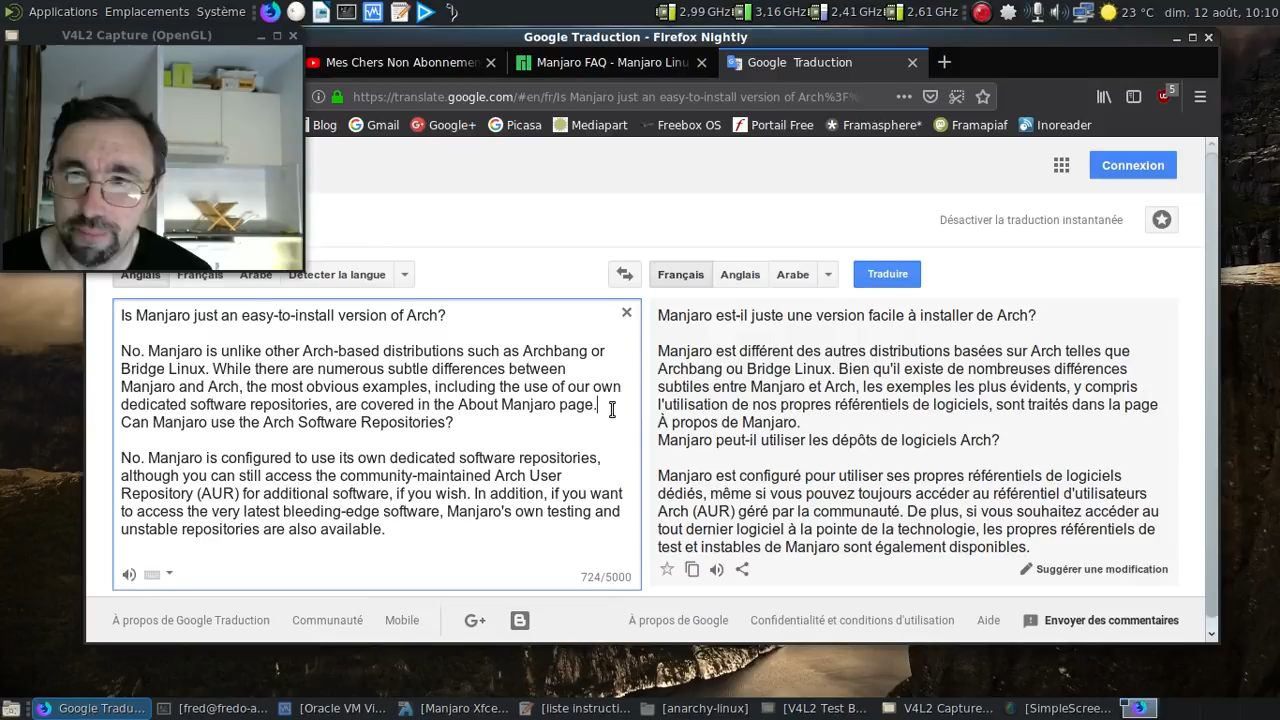 Applications Emplacements Système
2,99 GHz 3,16 GHz 2,41 GHz 2,61 GHz 23 °C dim. 12 août, 10:10
V4L2 Capture (OpenGL)
Google Traduction - Firefox Nightly
Mes Chers Non Abonnemen
Manjaro FAQ - Manjaro Linu
Google Traduction
https://translate.google.com/#en/fr/Is Manjaro just an easy-to-install version of Arch%3F%
5
Blog Gmail Google+ Picasa Mediapart Freebox OS Portail Free Framasphere* Framapiaf Inoreader
Connexion
Désactiver la traduction instantanée
Anglais Français Arabe Détecter la langue
Français Anglais Arabe Traduire
Is Manjaro just an easy-to-install version of Arch?
No. Manjaro is unlike other Arch-based distributions such as Archbang or
Bridge Linux. While there are numerous subtle differences between
Manjaro and Arch, the most obvious examples, including the use of our own
dedicated software repositories, are covered in the About Manjaro page.
Can Manjaro use the Arch Software Repositories?
No. Manjaro is configured to use its own dedicated software repositories,
although you can still access the community-maintained Arch User
Repository (AUR) for additional software, if you wish. In addition, if you want
to access the very latest bleeding-edge software, Manjaro's own testing and
unstable repositories are also available.
724/5000
Manjaro est-il juste une version facile à installer de Arch?
Manjaro est différent des autres distributions basées sur Arch telles que
Archbang ou Bridge Linux. Bien qu'il existe de nombreuses différences
subtiles entre Manjaro et Arch, les exemples les plus évidents, y compris
l'utilisation de nos propres référentiels de logiciels, sont traités dans la page
À propos de Manjaro.
Manjaro peut-il utiliser les dépôts de logiciels Arch?
Manjaro est configuré pour utiliser ses propres référentiels de logiciels
dédiés, même si vous pouvez toujours accéder au référentiel d'utilisateurs
Arch (AUR) géré par la communauté. De plus, si vous souhaitez accéder au
tout dernier logiciel à la pointe de la technologie, les propres référentiels de
test et instables de Manjaro sont également disponibles.
Suggérer une modification
À propos de Google Traduction Communauté Mobile G+ À propos de Google Confidentialité et conditions d'utilisation Aide Envoyer des commentaires
Google Tradu... [fred@fredo-a... [Oracle VM Vi... [Manjaro Xfce... [liste instructi... [anarchy-linux] [V4L2 Test B... V4L2 Capture... [SimpleScree...